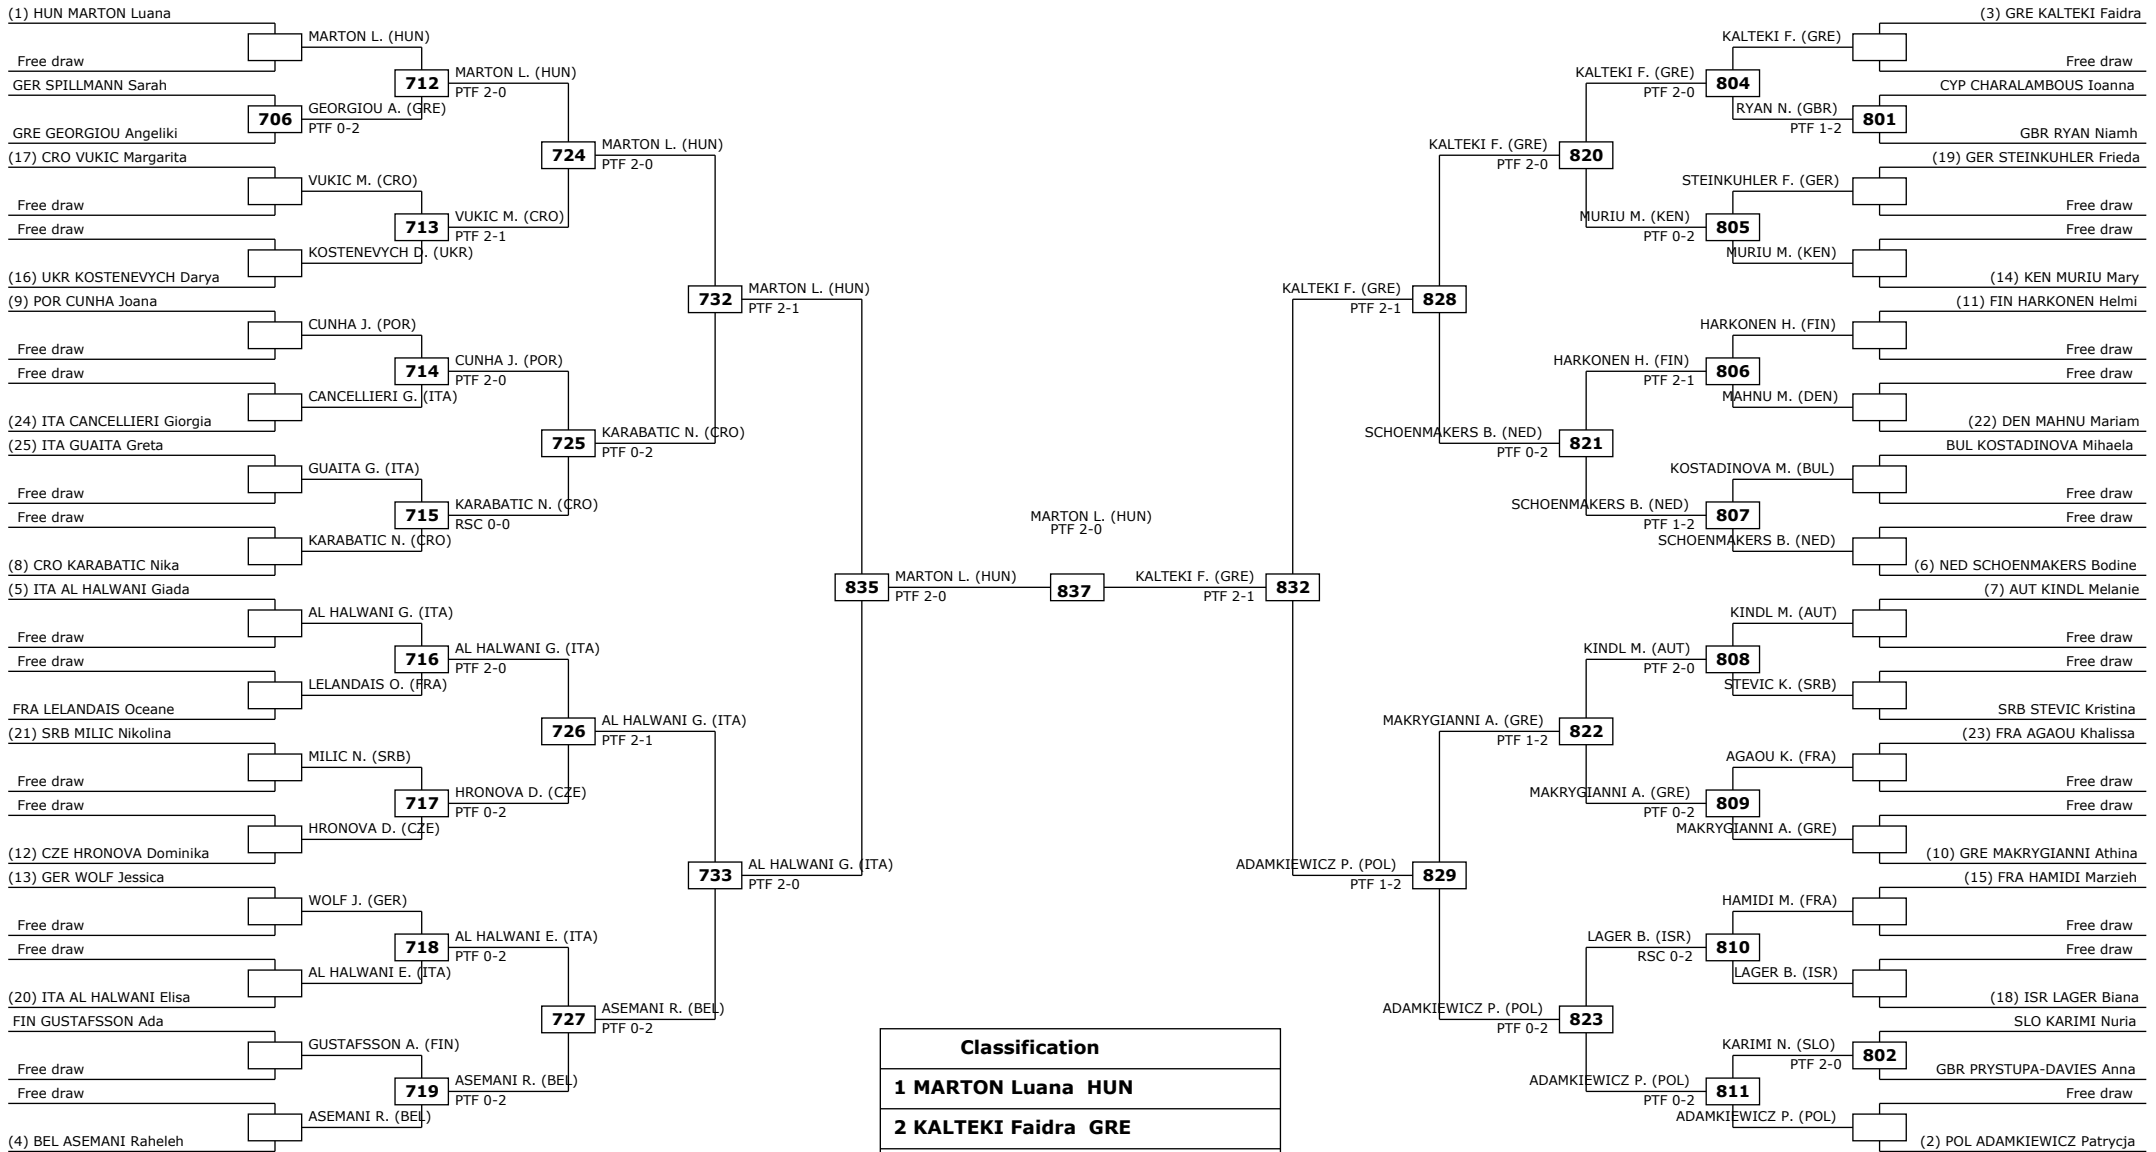 (1) HUN MARTON Luana
Free draw
GER SPILLMANN Sarah
GRE GEORGIOU Angeliki
(17) CRO VUKIC Margarita
Free draw
Free draw
(16) UKR KOSTENEVYCH Darya
(9) POR CUNHA Joana
Free draw
Free draw
(24) ITA CANCELLIERI Giorgia
(25) ITA GUAITA Greta
Free draw
Free draw
(8) CRO KARABATIC Nika
(5) ITA AL HALWANI Giada
Free draw
Free draw
FRA LELANDAIS Oceane
(21) SRB MILIC Nikolina
Free draw
Free draw
(12) CZE HRONOVA Dominika
(13) GER WOLF Jessica
Free draw
Free draw
(20) ITA AL HALWANI Elisa
FIN GUSTAFSSON Ada
Free draw
Free draw
(4) BEL ASEMANI Raheleh
MARTON L. (HUN)
706
GEORGIOU A. (GRE)
PTF 0-2
VUKIC M. (CRO)
KOSTENEVYCH D. (UKR)
CUNHA J. (POR)
CANCELLIERI G. (ITA)
GUAITA G. (ITA)
KARABATIC N. (CRO)
AL HALWANI G. (ITA)
LELANDAIS O. (FRA)
MILIC N. (SRB)
HRONOVA D. (CZE)
WOLF J. (GER)
AL HALWANI E. (ITA)
GUSTAFSSON A. (FIN)
ASEMANI R. (BEL)
712
MARTON L. (HUN)
PTF 2-0
713
VUKIC M. (CRO)
PTF 2-1
714
CUNHA J. (POR)
PTF 2-0
715
KARABATIC N. (CRO)
RSC 0-0
716
AL HALWANI G. (ITA)
PTF 2-0
717
HRONOVA D. (CZE)
PTF 0-2
718
AL HALWANI E. (ITA)
PTF 0-2
719
ASEMANI R. (BEL)
PTF 0-2
724
MARTON L. (HUN)
PTF 2-0
725
KARABATIC N. (CRO)
PTF 0-2
726
AL HALWANI G. (ITA)
PTF 2-1
727
ASEMANI R. (BEL)
PTF 0-2
732
MARTON L. (HUN)
PTF 2-1
733
AL HALWANI G. (ITA)
PTF 2-0
835
MARTON L. (HUN)
PTF 2-0
MARTON L. (HUN)
PTF 2-0
837
KALTEKI F. (GRE)
PTF 2-1
832
KALTEKI F. (GRE)
PTF 2-1
828
ADAMKIEWICZ P. (POL)
PTF 1-2
829
KALTEKI F. (GRE)
PTF 2-0
820
SCHOENMAKERS B. (NED)
PTF 0-2
821
MAKRYGIANNI A. (GRE)
PTF 1-2
822
ADAMKIEWICZ P. (POL)
PTF 0-2
823
KALTEKI F. (GRE)
PTF 2-0
804
MURIU M. (KEN)
PTF 0-2
805
HARKONEN H. (FIN)
PTF 2-1
806
SCHOENMAKERS B. (NED)
PTF 1-2
807
KINDL M. (AUT)
PTF 2-0
808
MAKRYGIANNI A. (GRE)
PTF 0-2
809
LAGER B. (ISR)
RSC 0-2
810
ADAMKIEWICZ P. (POL)
PTF 0-2
811
KALTEKI F. (GRE)
RYAN N. (GBR)
PTF 1-2
801
STEINKUHLER F. (GER)
MURIU M. (KEN)
HARKONEN H. (FIN)
MAHNU M. (DEN)
KOSTADINOVA M. (BUL)
SCHOENMAKERS B. (NED)
KINDL M. (AUT)
STEVIC K. (SRB)
AGAOU K. (FRA)
MAKRYGIANNI A. (GRE)
HAMIDI M. (FRA)
LAGER B. (ISR)
KARIMI N. (SLO)
PTF 2-0
802
ADAMKIEWICZ P. (POL)
(3) GRE KALTEKI Faidra
Free draw
CYP CHARALAMBOUS Ioanna
GBR RYAN Niamh
(19) GER STEINKUHLER Frieda
Free draw
Free draw
(14) KEN MURIU Mary
(11) FIN HARKONEN Helmi
Free draw
Free draw
(22) DEN MAHNU Mariam
BUL KOSTADINOVA Mihaela
Free draw
Free draw
(6) NED SCHOENMAKERS Bodine
(7) AUT KINDL Melanie
Free draw
Free draw
SRB STEVIC Kristina
(23) FRA AGAOU Khalissa
Free draw
Free draw
(10) GRE MAKRYGIANNI Athina
(15) FRA HAMIDI Marzieh
Free draw
Free draw
(18) ISR LAGER Biana
SLO KARIMI Nuria
GBR PRYSTUPA-DAVIES Anna
Free draw
(2) POL ADAMKIEWICZ Patrycja
Classification
1 MARTON Luana HUN
2 KALTEKI Faidra GRE